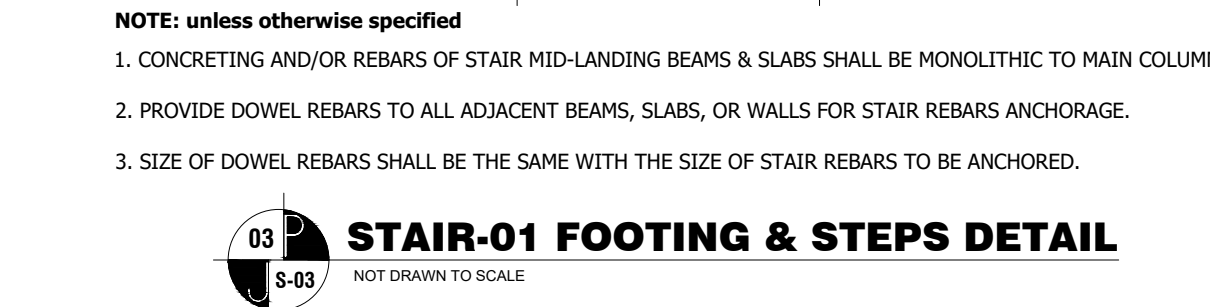 NOTE: unless otherwise specified
1. CONCRETING AND/OR REBARS OF STAIR MID-LANDING BEAMS & SLABS SHALL BE MONOLITHIC TO MAIN
2. PROVIDE DOWEL REBARS TO ALL ADJACENT BEAMS, SLABS, OR WALLS FOR STAIR REBARS ANCHORAGE.
3. SIZE OF DOWEL REBARS SHALL BE THE SAME WITH THE SIZE OF STAIR REBARS TO BE ANCHORED.
03 P
STAIR-01 FOOTING & STEPS DETAIL
J S-03
NOT DRAWN TO SCALE